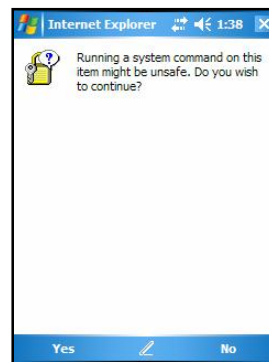 Internet Explorer 1:38
?
Running a system command on this
item might be unsafe. Do you wish
to continue?
Yes No